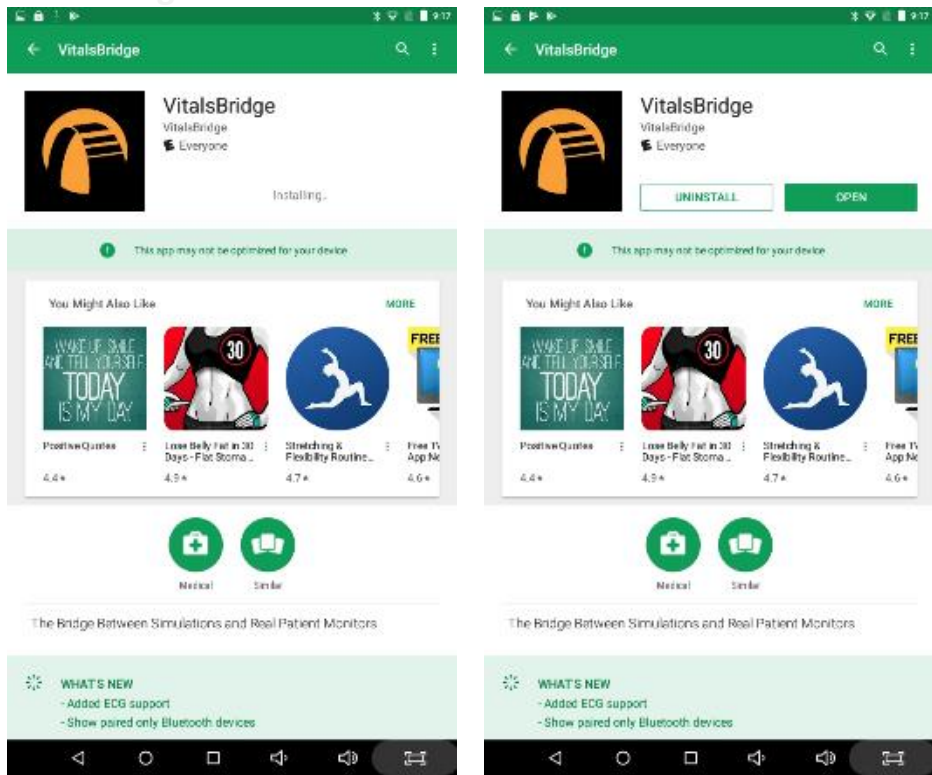 9:17
VitalsBridge
VitalsBridge
VitalsBridge
Everyone
Installing..
This app may not be optimized for your device
You Might Also Like
MORE
WAKE UP, SMILE
AND TELL YOURSELF
TODAY
IS MY DAY
30
FREE
Positive Quotes
Lose Belly Fat in 30
Days - Flat Stoma...
Stretching &
Flexibility Routine...
Free TV
App:Ne
4.4
4.9
4.7
4.6
Medical
Similar
The Bridge Between Simulations and Real Patient Monitors
WHAT'S NEW
- Added ECG support
- Show paired only Bluetooth devices
9:17
VitalsBridge
VitalsBridge
VitalsBridge
Everyone
UNINSTALL
OPEN
This app may not be optimized for your device
You Might Also Like
MORE
WAKE UP, SMILE
AND TELL YOURSELF
TODAY
IS MY DAY
30
FREE
Positive Quotes
Lose Belly Fat in 30
Days - Flat Stoma...
Stretching &
Flexibility Routine...
Free TV
App:Ne
4.4
4.9
4.7
4.6
Medical
Similar
The Bridge Between Simulations and Real Patient Monitors
WHAT'S NEW
- Added ECG support
- Show paired only Bluetooth devices